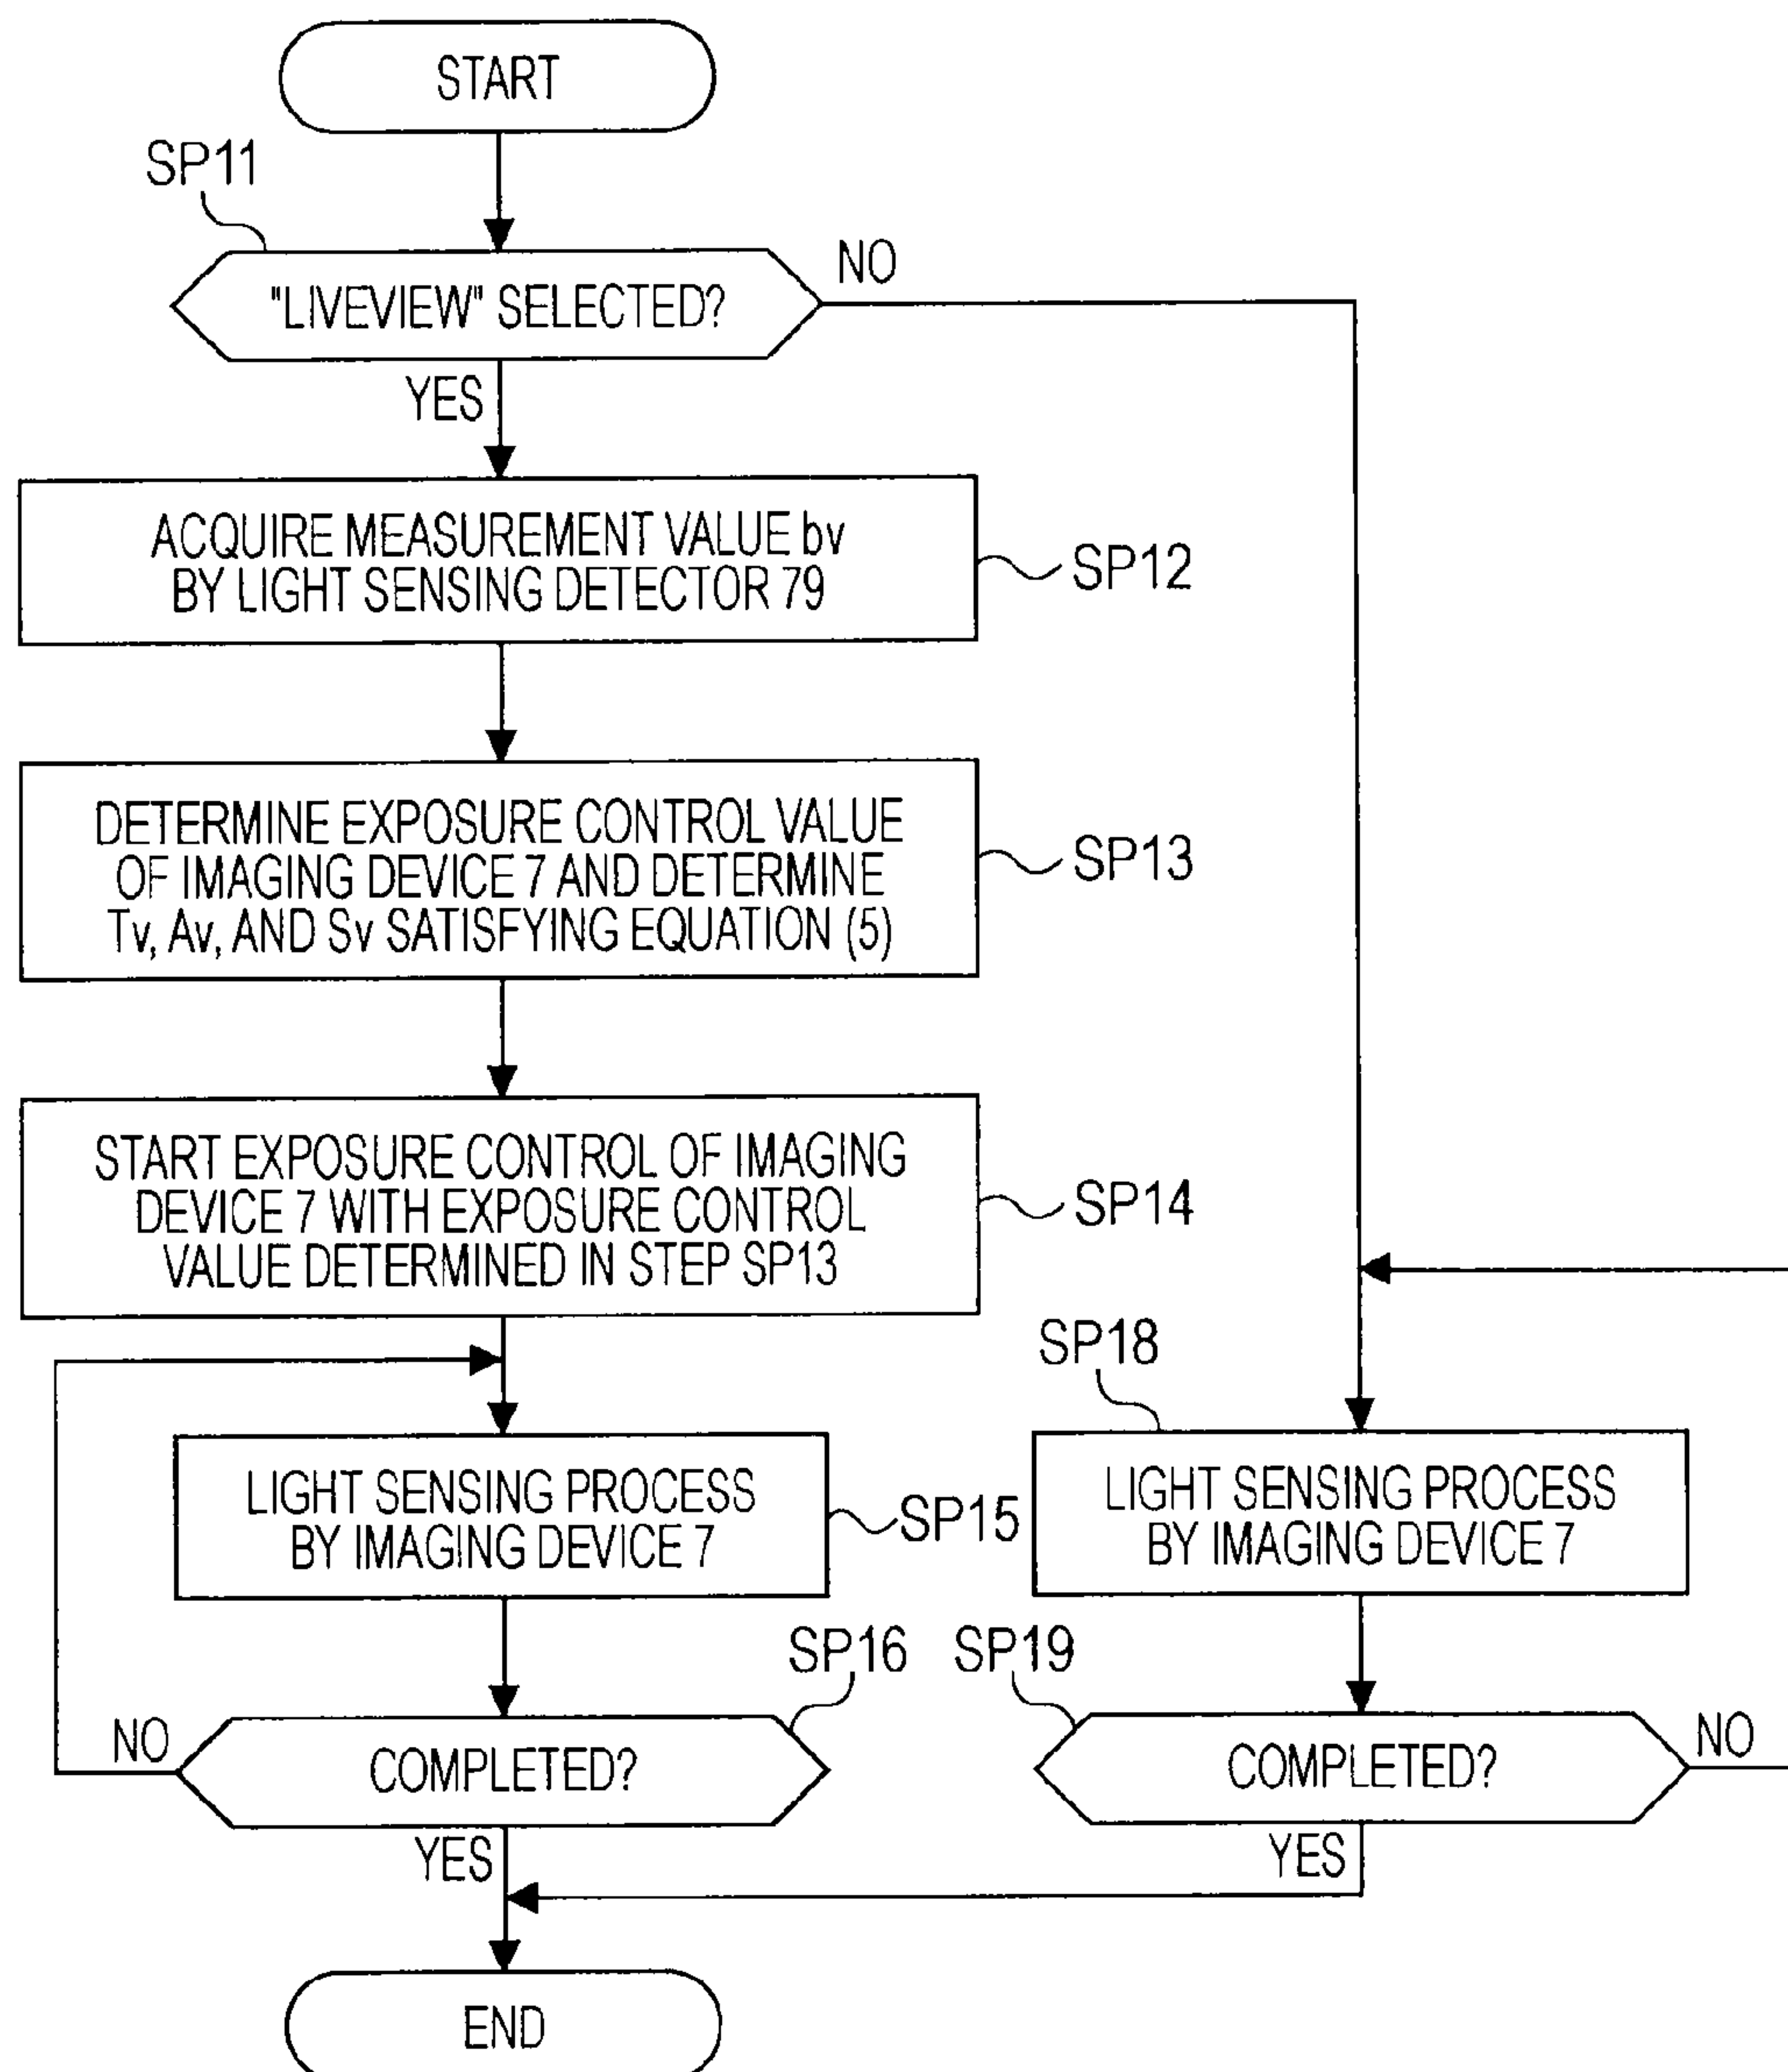 START
SP11
"LIVEVIEW" SELECTED?
NO
YES
ACQUIRE MEASUREMENT VALUE bv
BY LIGHT SENSING DETECTOR 79
SP12
DETERMINE EXPOSURE CONTROL VALUE
OF IMAGING DEVICE 7 AND DETERMINE
Tv, Av, AND Sv SATISFYING EQUATION (5)
SP13
START EXPOSURE CONTROL OF IMAGING
DEVICE 7 WITH EXPOSURE CONTROL
VALUE DETERMINED IN STEP SP13
SP14
LIGHT SENSING PROCESS
BY IMAGING DEVICE 7
SP15
SP18
LIGHT SENSING PROCESS
BY IMAGING DEVICE 7
SP16
NO
COMPLETED?
YES
SP19
COMPLETED?
NO
YES
END